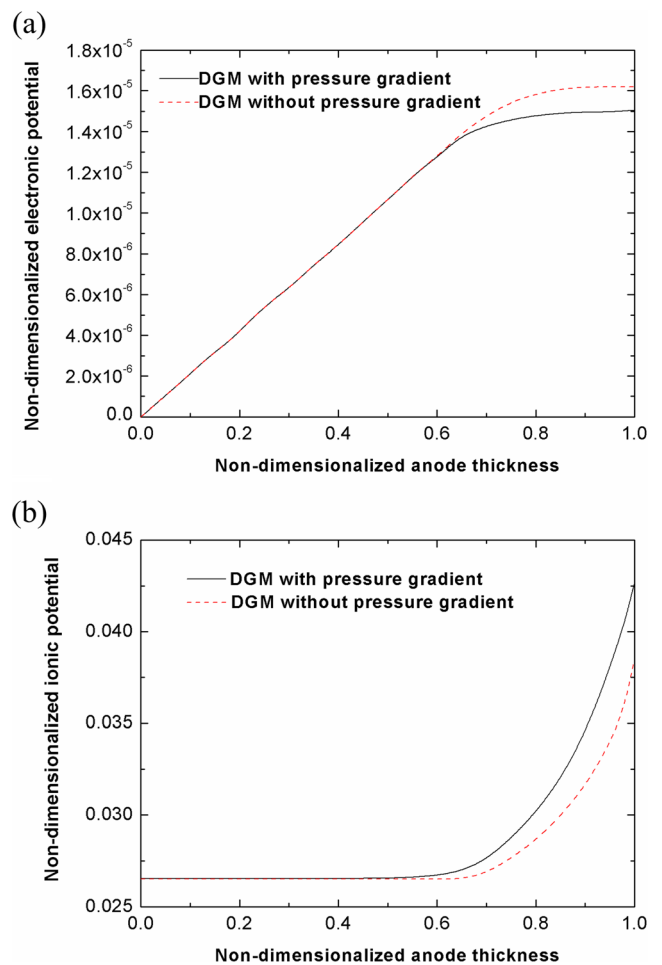 (a)
1.8x10⁻⁵
1.6x10⁻⁵
1.4x10⁻⁵
1.2x10⁻⁵
1.0x10⁻⁵
8.0x10⁻⁶
6.0x10⁻⁶
4.0x10⁻⁶
2.0x10⁻⁶
0.0
Non-dimensionalized electronic potential
DGM with pressure gradient
DGM without pressure gradient
0.0 0.2 0.4 0.6 0.8 1.0
Non-dimensionalized anode thickness
(b)
0.045
0.040
0.035
0.030
0.025
Non-dimensionalized ionic potential
DGM with pressure gradient
DGM without pressure gradient
0.0 0.2 0.4 0.6 0.8 1.0
Non-dimensionalized anode thickness